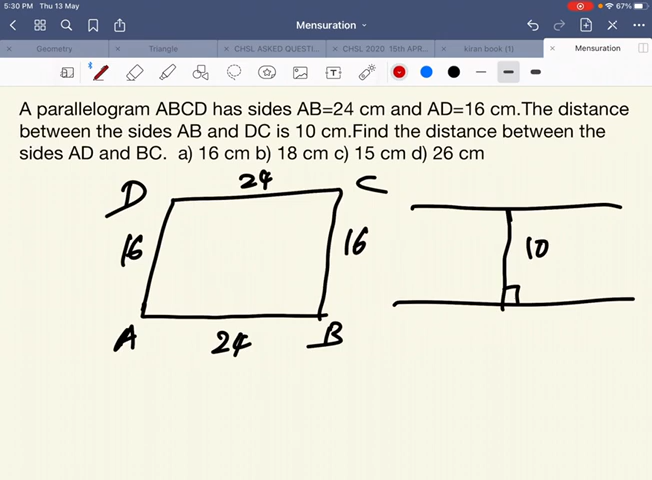 5:30 PM Thu 13 May
67%
Mensuration
Geometry
Triangle
CHSL ASKED QUESTI...
CHSL 2020 15th APR...
kiran book (1)
Mensuration
A parallelogram ABCD has sides AB=24 cm and AD=16 cm.The distance
between the sides AB and DC is 10 cm.Find the distance between the
sides AD and BC. a) 16 cm b) 18 cm c) 15 cm d) 26 cm
D 24 C
16 16 10
A 24 B